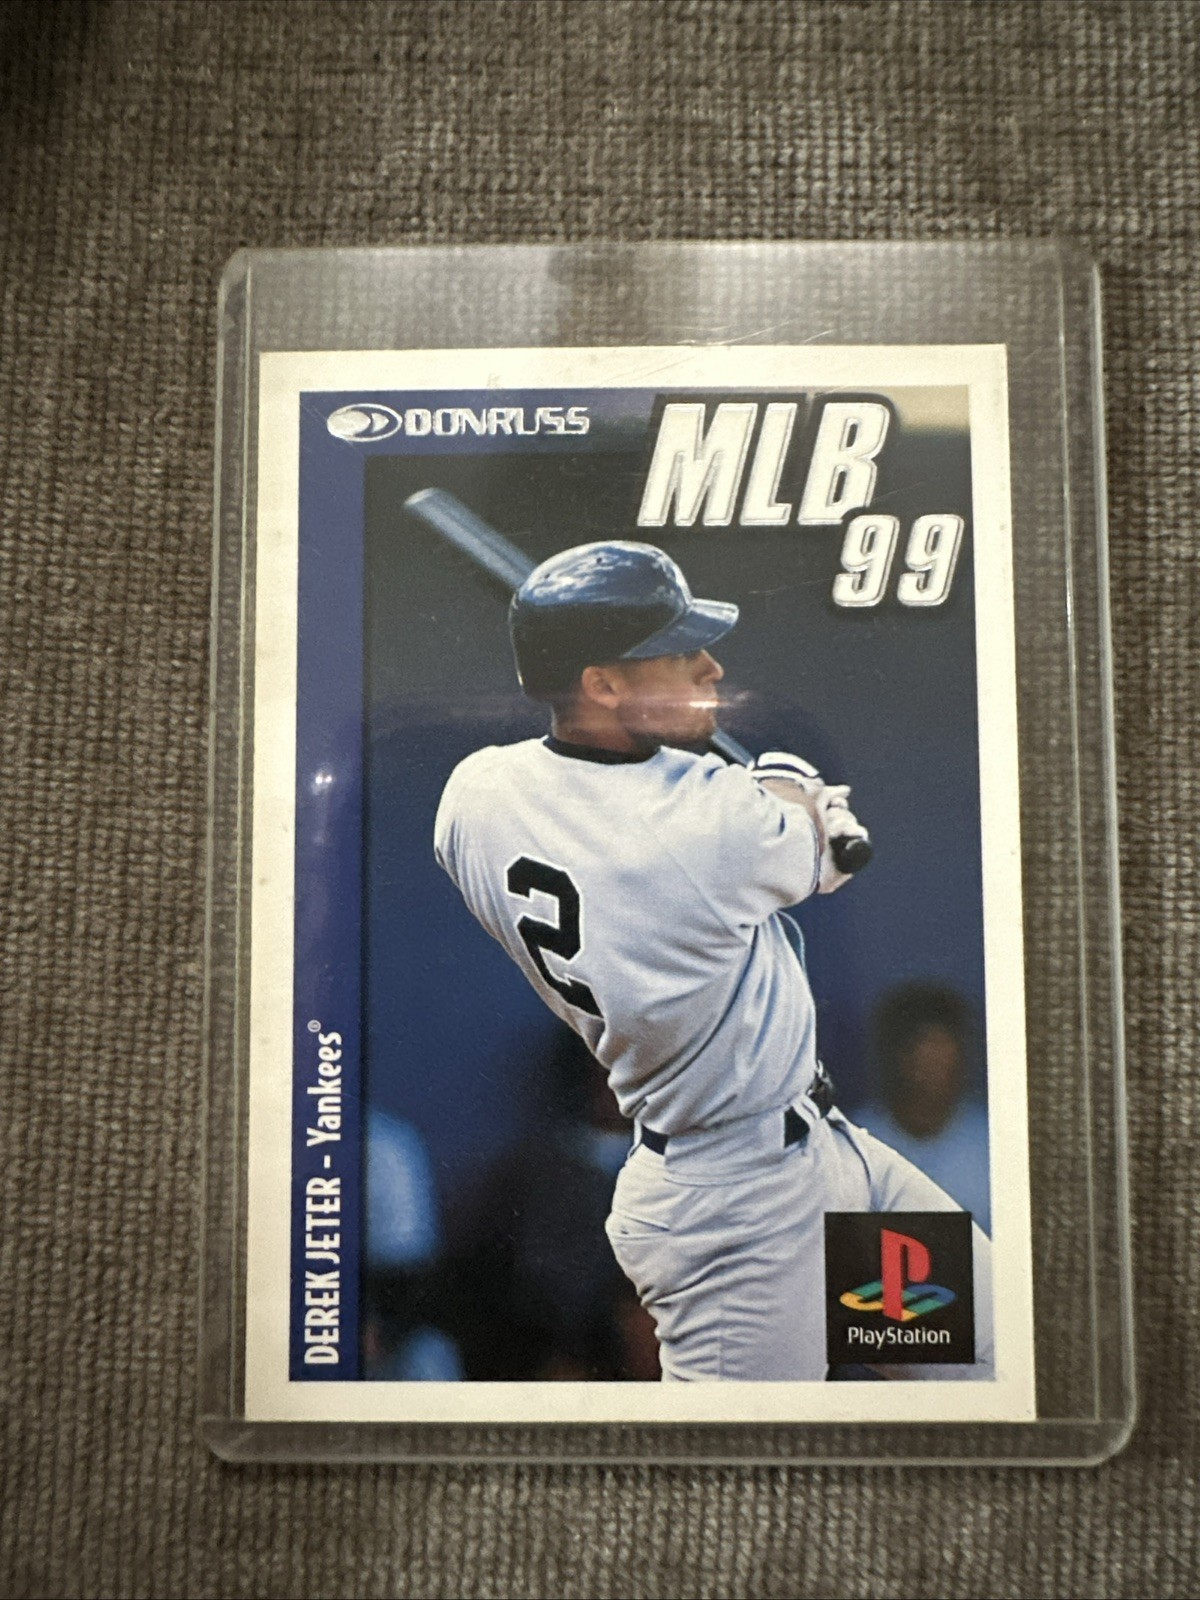 DONRUSS
MLB
99
2
DEREK JETER - Yankees®
PlayStation